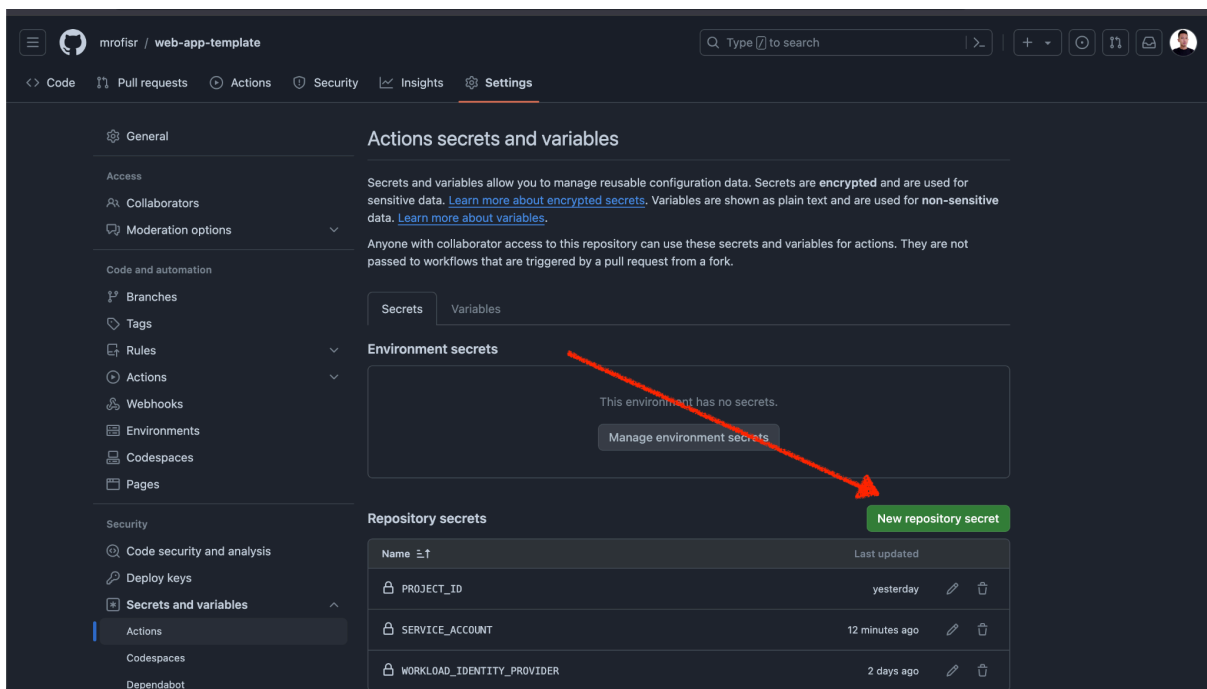 mrofisr / web-app-template
Type / to search
Code
Pull requests
Actions
Security
Insights
Settings
General
Access
Collaborators
Moderation options
Code and automation
Branches
Tags
Rules
Actions
Webhooks
Environments
Codespaces
Pages
Security
Code security and analysis
Deploy keys
Secrets and variables
Actions
Codespaces
Dependabot
Actions secrets and variables
Secrets and variables allow you to manage reusable configuration data. Secrets are encrypted and are used for
sensitive data. Learn more about encrypted secrets. Variables are shown as plain text and are used for non-sensitive
data. Learn more about variables.
Anyone with collaborator access to this repository can use these secrets and variables for actions. They are not
passed to workflows that are triggered by a pull request from a fork.
Secrets Variables
Environment secrets
This environment has no secrets.
Manage environment secrets
Repository secrets
New repository secret
Name Last updated
PROJECT_ID yesterday
SERVICE_ACCOUNT 12 minutes ago
WORKLOAD_IDENTITY_PROVIDER 2 days ago